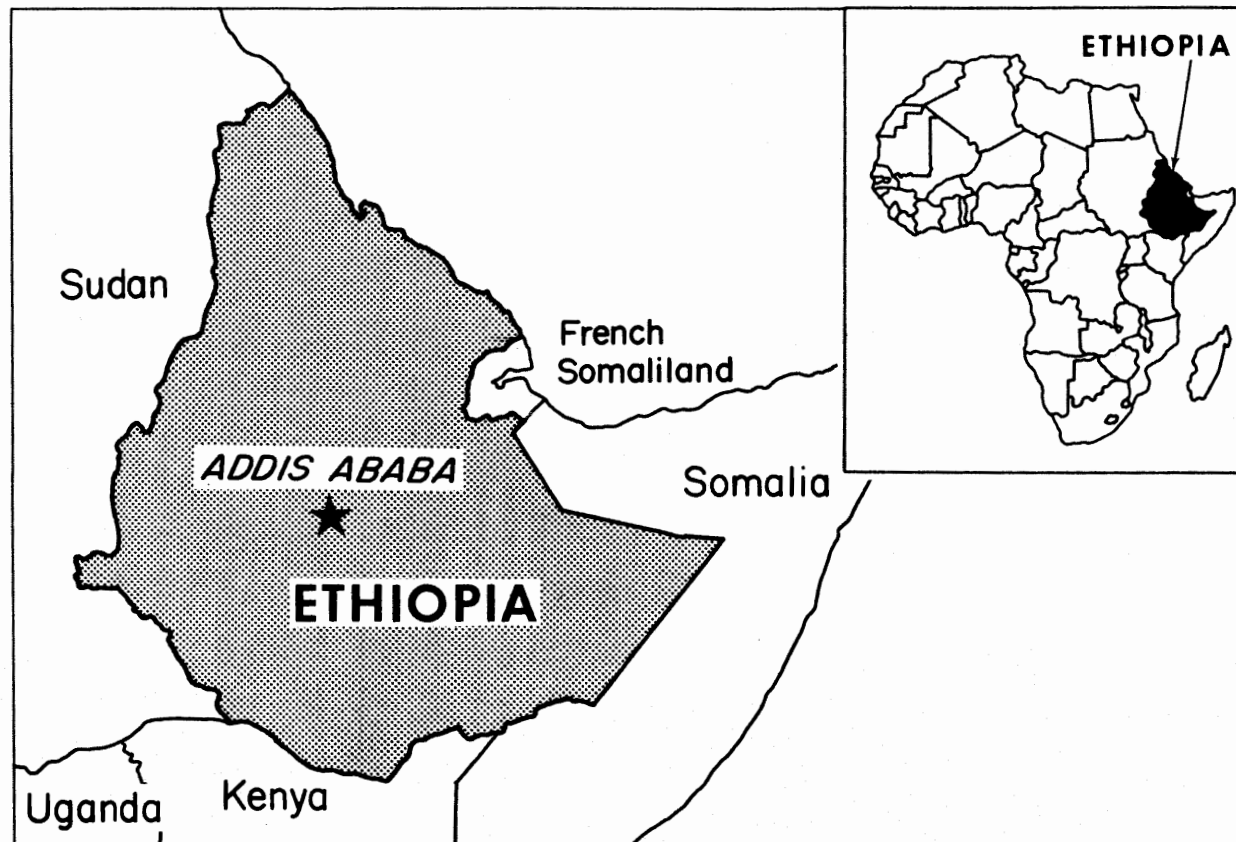 ETHIOPIA
Sudan
French
Somaliland
ADDIS ABABA
Somalia
ETHIOPIA
Kenya
Uganda